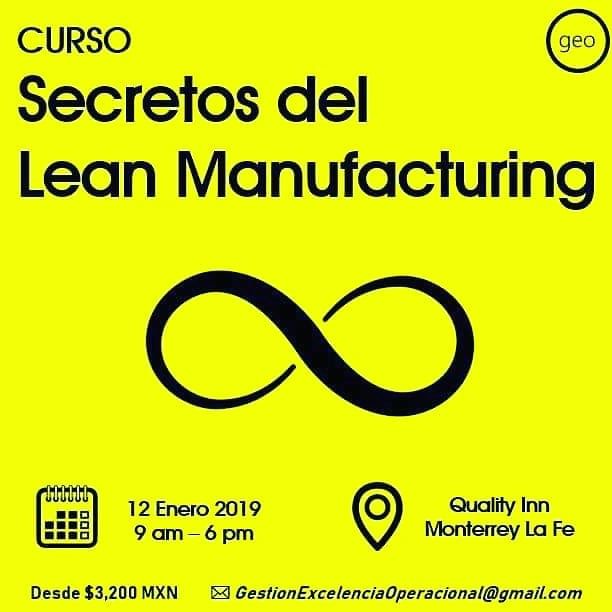 CURSO
geo
Secretos del
Lean Manufacturing
12 Enero 2019
9 am – 6 pm
Quality Inn
Monterrey La Fe
Desde $3,200 MXN
GestionExcelenciaOperacional@gmail.com